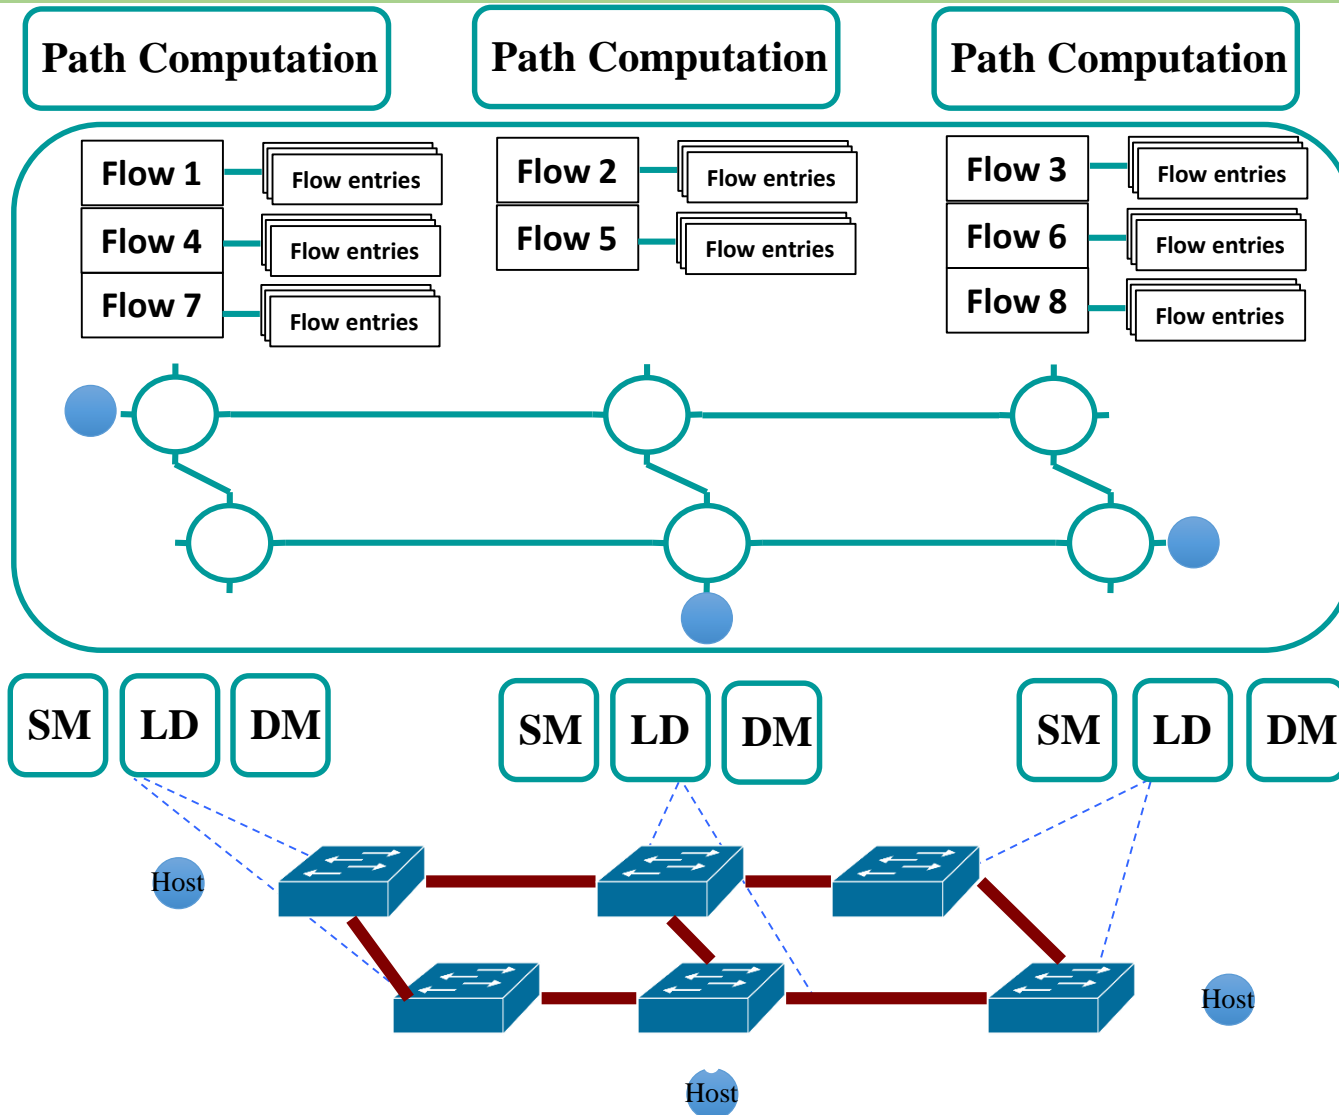 Path Computation
Path Computation
Path Computation
Flow 1
Flow entries
Flow 2
Flow entries
Flow 3
Flow entries
Flow 4
Flow entries
Flow 5
Flow entries
Flow 6
Flow entries
Flow 7
Flow entries
Flow 8
Flow entries
SM
LD
DM
SM
LD
DM
SM
LD
DM
Host
Host
Host